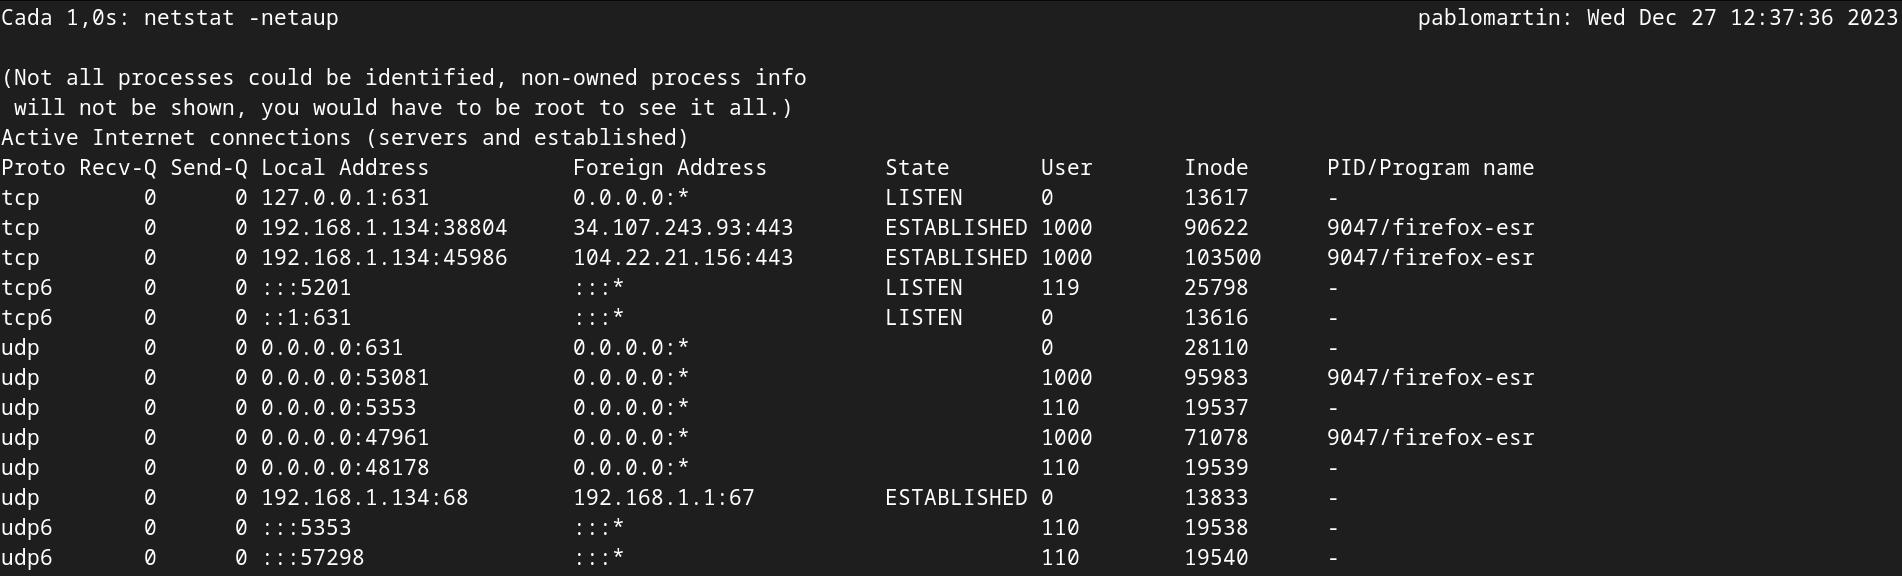 Cada 1,0s: netstat -netaup                                                                                   pablomartin: Wed Dec 27 12:37:36 2023
(Not all processes could be identified, non-owned process info
 will not be shown, you would have to be root to see it all.)
Active Internet connections (servers and established)
Proto Recv-Q Send-Q Local Address           Foreign Address         State       User       Inode      PID/Program name
tcp        0      0 127.0.0.1:631           0.0.0.0:*               LISTEN      0          13617      -
tcp        0      0 192.168.1.134:38804     34.107.243.93:443       ESTABLISHED 1000       90622      9047/firefox-esr
tcp        0      0 192.168.1.134:45986     104.22.21.156:443       ESTABLISHED 1000       103500     9047/firefox-esr
tcp6       0      0 :::5201                 :::*                    LISTEN      119        25798      -
tcp6       0      0 ::1:631                 :::*                    LISTEN      0          13616      -
udp        0      0 0.0.0.0:631             0.0.0.0:*                           0          28110      -
udp        0      0 0.0.0.0:53081           0.0.0.0:*                           1000       95983      9047/firefox-esr
udp        0      0 0.0.0.0:5353            0.0.0.0:*                           110        19537      -
udp        0      0 0.0.0.0:47961           0.0.0.0:*                           1000       71078      9047/firefox-esr
udp        0      0 0.0.0.0:48178           0.0.0.0:*                           110        19539      -
udp        0      0 192.168.1.134:68        192.168.1.1:67          ESTABLISHED 0          13833      -
udp6       0      0 :::5353                 :::*                                110        19538      -
udp6       0      0 :::57298                :::*                                110        19540      -